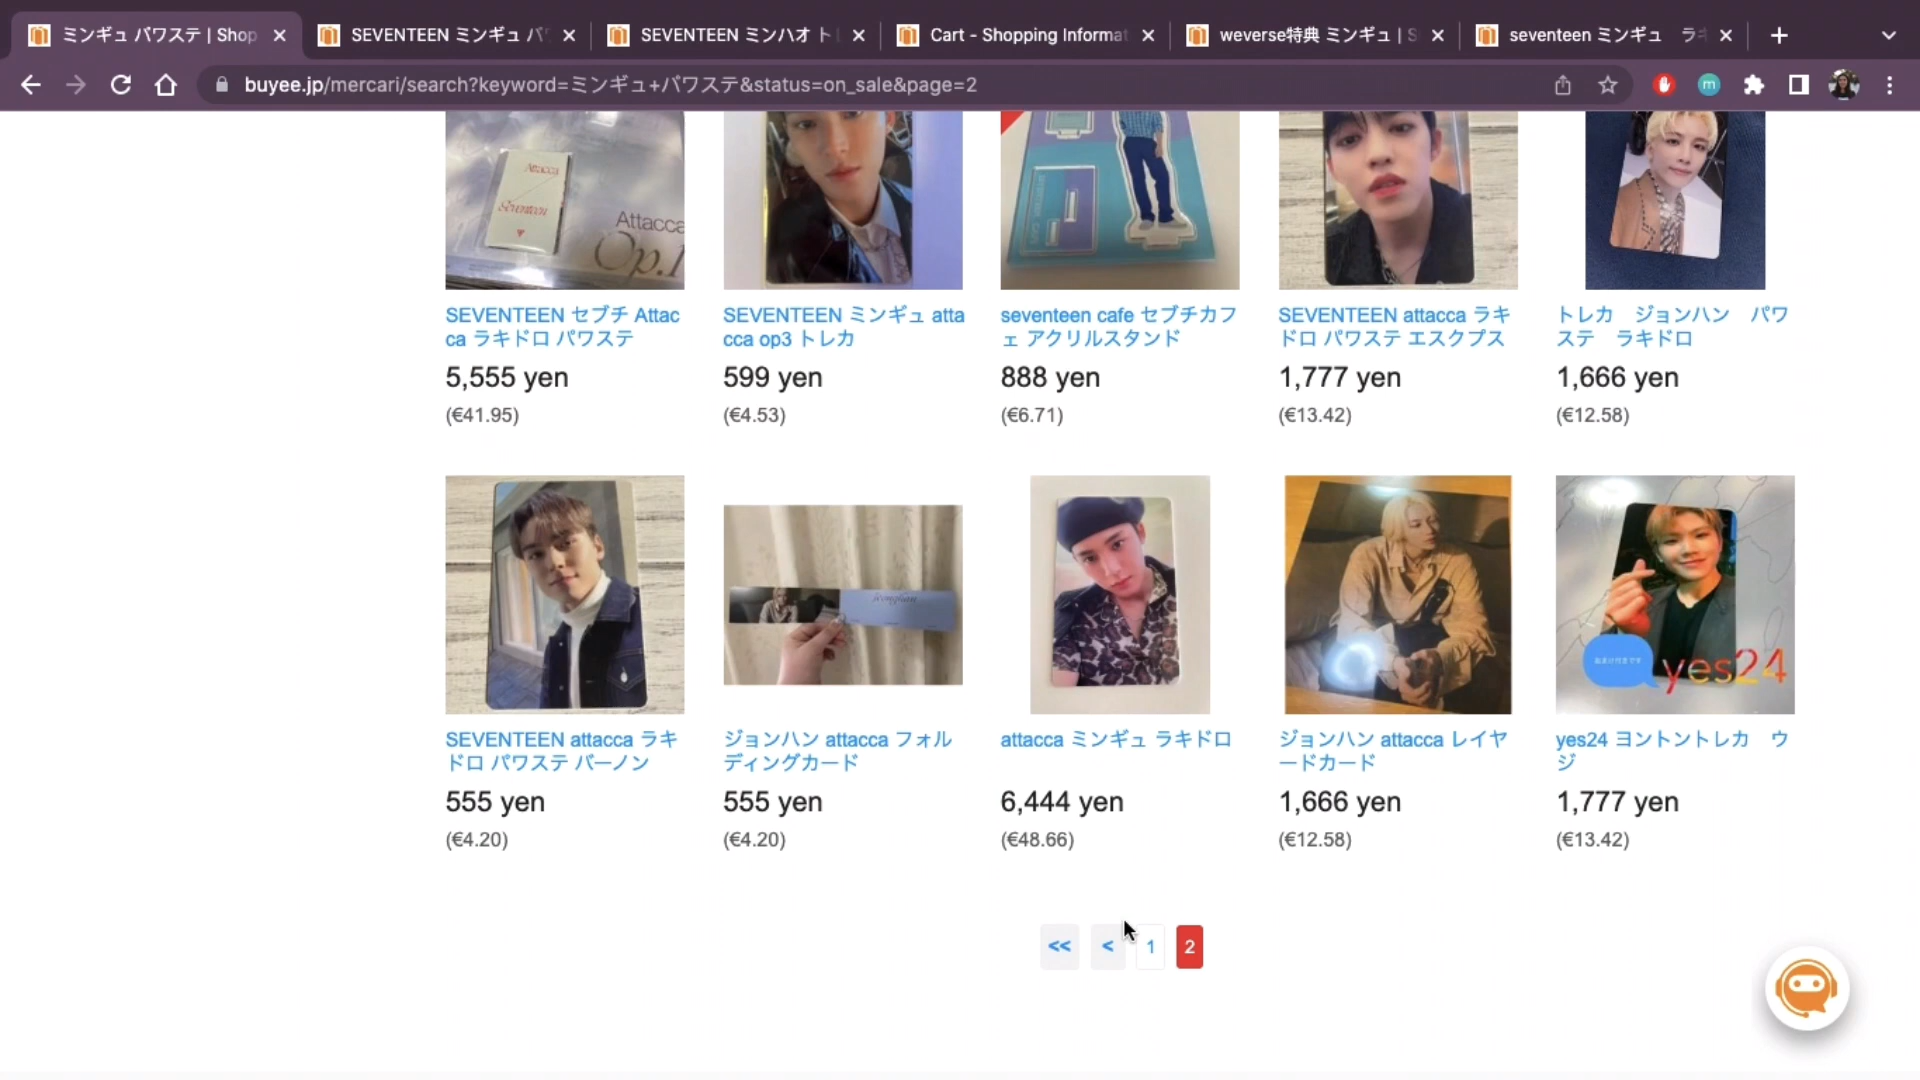 ミンギュ パワステ | Shop
SEVENTEEN ミンギュ パ
SEVENTEEN ミンハオ ト
Cart - Shopping Informat
weverse特典 ミンギュ | S
seventeen ミンギュ ラキ
buyee.jp/mercari/search?keyword=ミンギュ+パワステ&status=on_sale&page=2
m
Attacca
Seventeen
Attacca
Op.1
SEVENTEEN セブチ Attac
ca ラキドロ パワステ
5,555 yen
(€41.95)
SEVENTEEN ミンギュ atta
cca op3 トレカ
599 yen
(€4.53)
seventeen cafe セブチカフ
ェ アクリルスタンド
888 yen
(€6.71)
SEVENTEEN attacca ラキ
ドロ パワステ エスクプス
1,777 yen
(€13.42)
トレカ ジョンハン パワ
ステ ラキドロ
1,666 yen
(€12.58)
SEVENTEEN attacca ラキ
ドロ パワステ バーノン
555 yen
(€4.20)
ジョンハン attacca フォル
ディングカード
555 yen
(€4.20)
attacca ミンギュ ラキドロ
6,444 yen
(€48.66)
ジョンハン attacca レイヤ
ードカード
1,666 yen
(€12.58)
yes24
yes24 ヨントントレカ ウ
ジ
1,777 yen
(€13.42)
<< < 1 2